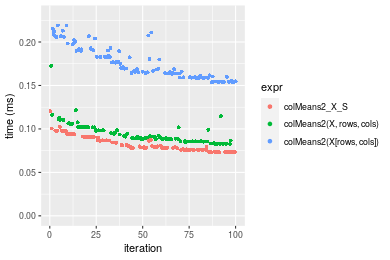 0.20
0.15
0.10
0.05
0.00
time (ms)
0
25
50
75
100
iteration
expr
colMeans2_X_S
colMeans2(X, rows, cols)
colMeans2(X[rows, cols])